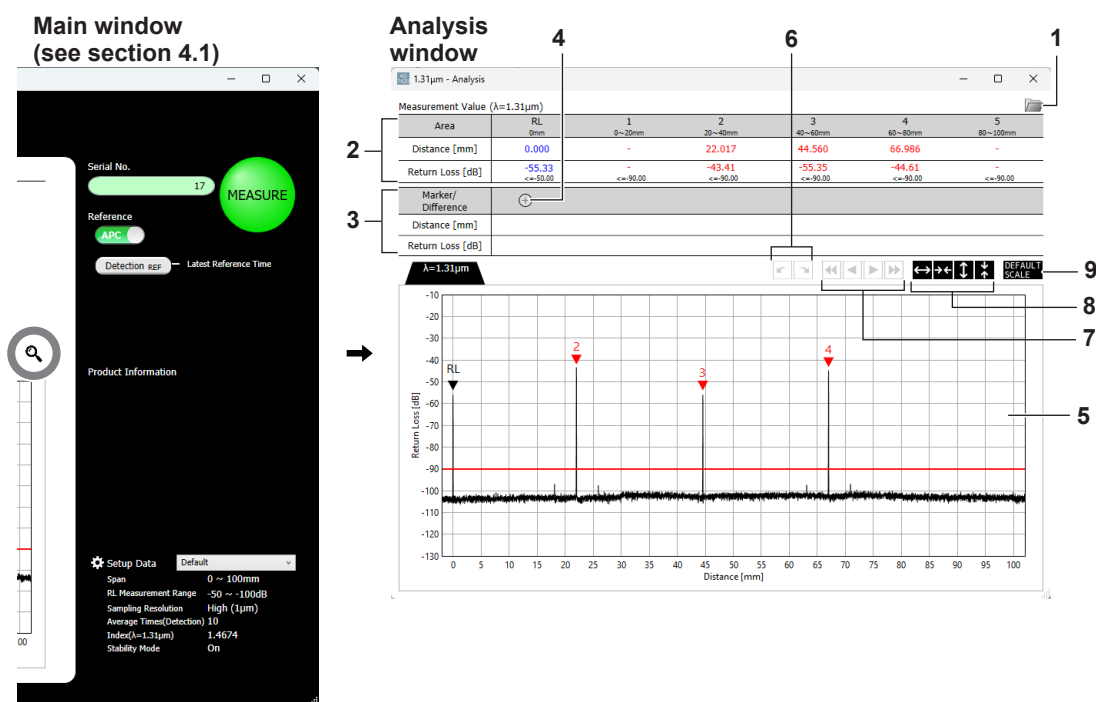 Main window
(see section 4.1)
Serial No.
17
MEASURE
Reference
APC
Detection REF
Latest Reference Time
Product Information
Setup Data
Default
Span 0 ~ 100mm
RL Measurement Range -50 ~ -100dB
Sampling Resolution High (1μm)
Average Times(Detection) 10
Index(λ=1.31μm) 1.4674
Stability Mode On
00
Analysis
window
4
6
1
1.31μm - Analysis
Measurement Value (λ=1.31μm)
Area RL 1 2 3 4 5
0mm 0~20mm 20~40mm 40~60mm 60~80mm 80~100mm
2
Distance [mm] 0.000 - 22.017 44.560 66.986 -
Return Loss [dB] -55.33 - -43.41 -55.35 -44.61 -
<=-50.00 <=-90.00 <=-90.00 <=-90.00 <=-90.00 <=-90.00
3
Marker/
Difference
Distance [mm]
Return Loss [dB]
λ=1.31μm
DEFAULT
SCALE
9
8
7
5
Return Loss [dB]
-10
-20
-30
-40
-50
-60
-70
-80
-90
-100
-110
-120
-130
RL
2
3
4
0 5 10 15 20 25 30 35 40 45 50 55 60 65 70 75 80 85 90 95 100
Distance [mm]